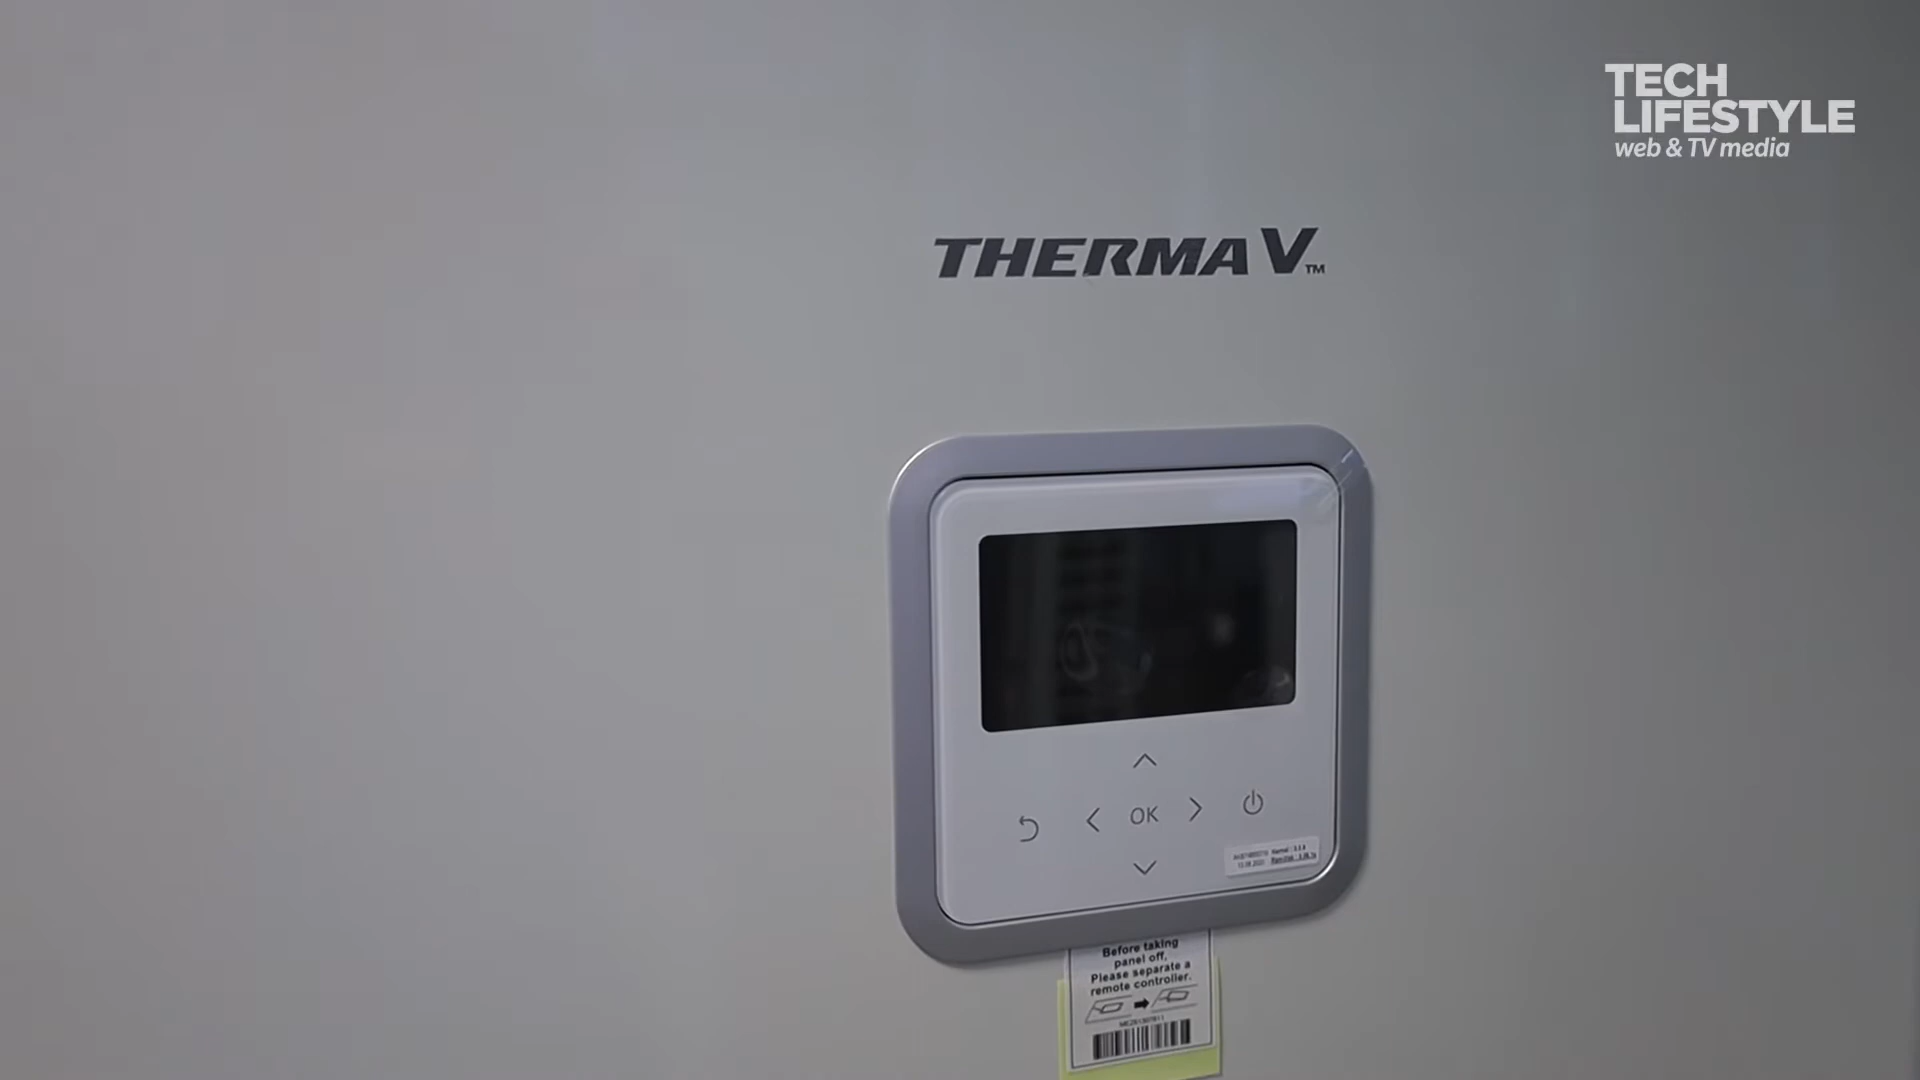 TECH
LIFESTYLE
web & TV media
THERMA V™
OK
Before taking
panel off,
Please separate a
remote controller.